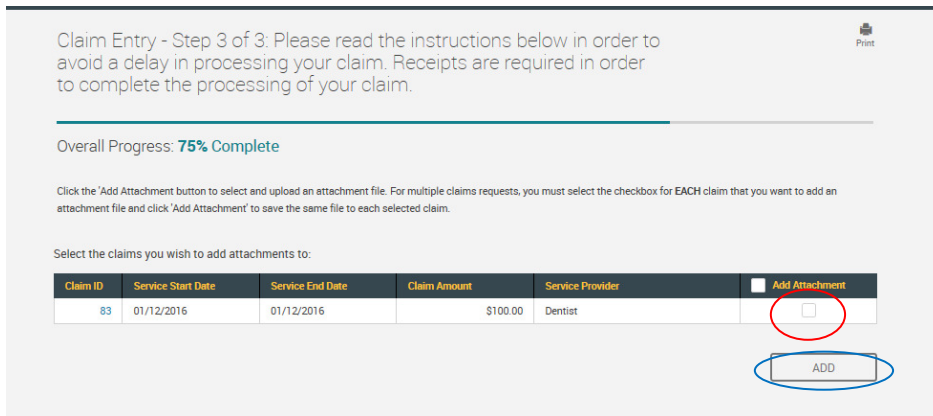 Claim Entry - Step 3 of 3: Please read the instructions below in order to
avoid a delay in processing your claim. Receipts are required in order
to complete the processing of your claim.
Print
Overall Progress: 75% Complete
Click the 'Add Attachment button to select and upload an attachment file. For multiple claims requests, you must select the checkbox for EACH claim that you want to add an
attachment file and click 'Add Attachment' to save the same file to each selected claim.
Select the claims you wish to add attachments to:
Claim ID Service Start Date Service End Date Claim Amount Service Provider Add Attachment
83 01/12/2016 01/12/2016 $100.00 Dentist
ADD